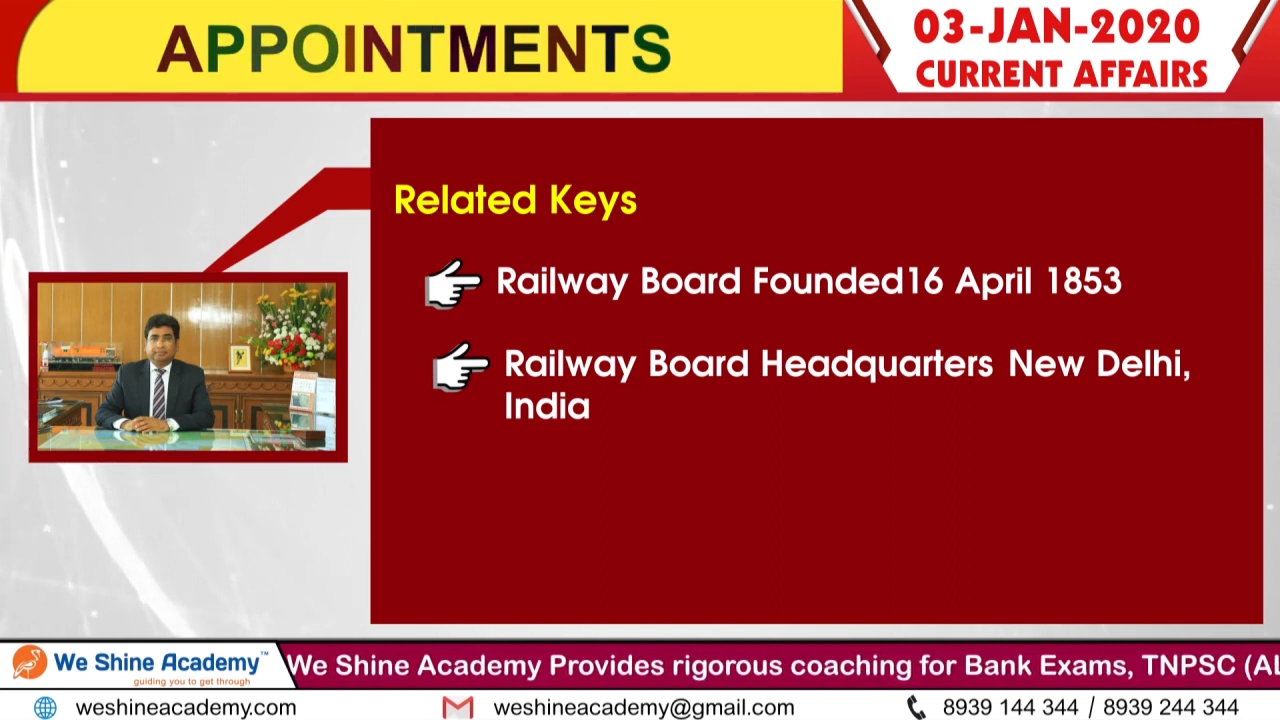 APPOINTMENTS
03-JAN-2020
CURRENT AFFAIRS
Related Keys
Railway Board Founded16 April 1853
Railway Board Headquarters New Delhi,
India
We Shine Academy™
guiding you to get through
We Shine Academy Provides rigorous coaching for Bank Exams, TNPSC (AL
weshineacademy.com
weshineacademy@gmail.com
8939 144 344 / 8939 244 344